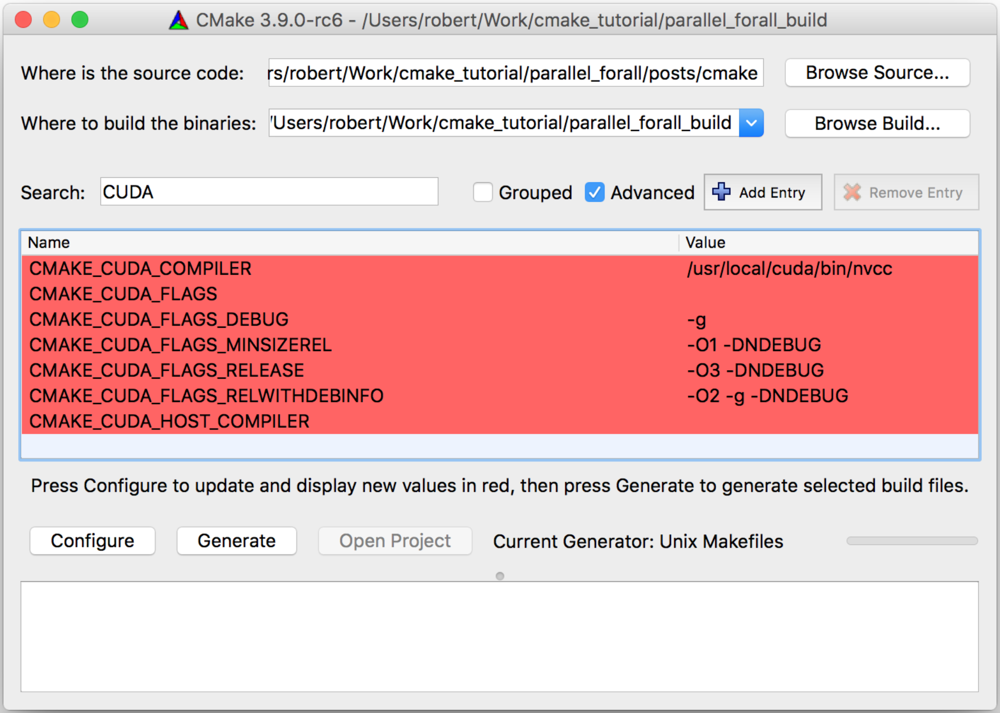 CMake 3.9.0-rc6 - /Users/robert/Work/cmake_tutorial/parallel_forall_build
Where is the source code: rs/robert/Work/cmake_tutorial/parallel_forall/posts/cmake Browse Source...
Where to build the binaries: /Users/robert/Work/cmake_tutorial/parallel_forall_build Browse Build...
Search: CUDA Grouped Advanced Add Entry Remove Entry
Name Value
CMAKE_CUDA_COMPILER /usr/local/cuda/bin/nvcc
CMAKE_CUDA_FLAGS
CMAKE_CUDA_FLAGS_DEBUG -g
CMAKE_CUDA_FLAGS_MINSIZEREL -O1 -DNDEBUG
CMAKE_CUDA_FLAGS_RELEASE -O3 -DNDEBUG
CMAKE_CUDA_FLAGS_RELWITHDEBINFO -O2 -g -DNDEBUG
CMAKE_CUDA_HOST_COMPILER
Press Configure to update and display new values in red, then press Generate to generate selected build files.
Configure Generate Open Project Current Generator: Unix Makefiles